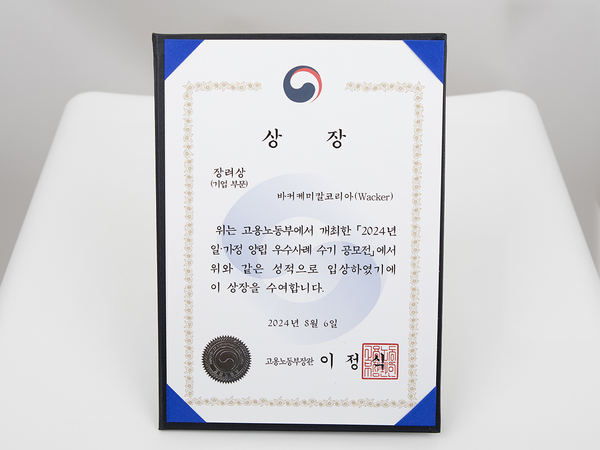 상 장
장려상
(기업 부문)
바커케미칼코리아(Wacker)
위는 고용노동부에서 개최한 「2024년
일·가정 양립 우수사례 수기 공모전」에서
위와 같은 성적으로 입상하였기에
이 상장을 수여합니다.
2024년 8월 6일
고용노동부장관 이 정 식